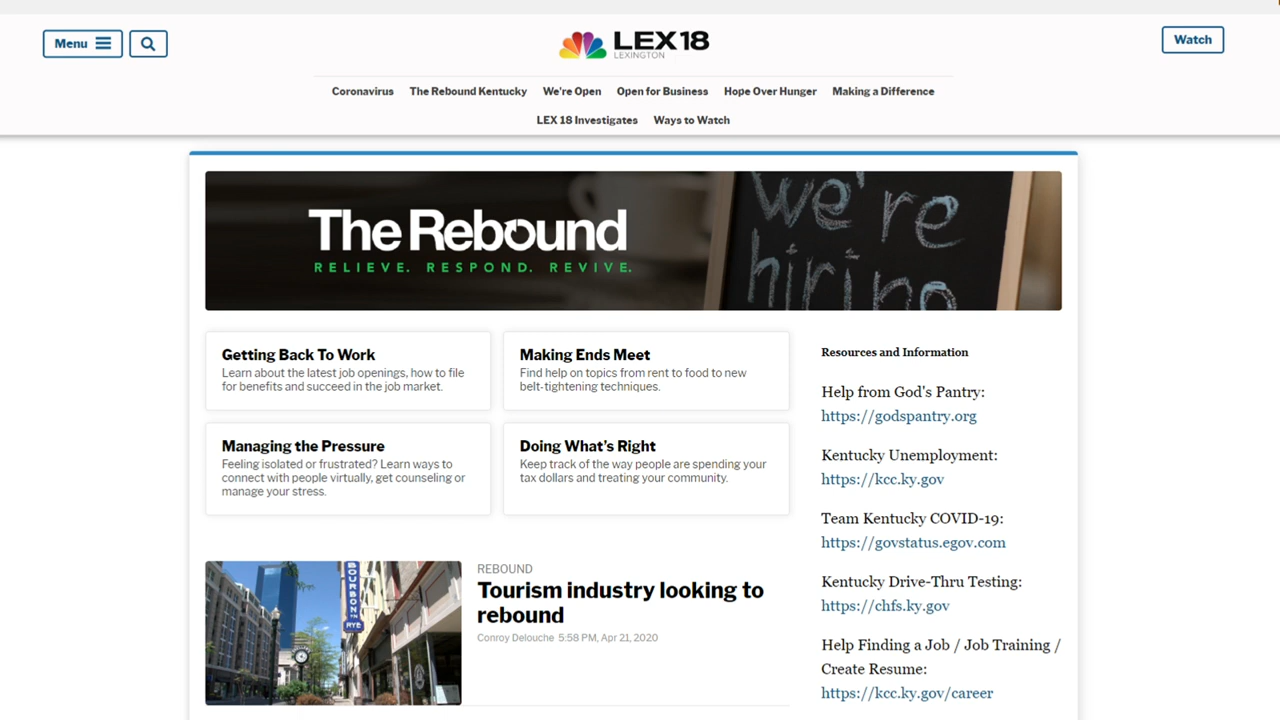 Menu
LEX 18
LEXINGTON
Watch
Coronavirus The Rebound Kentucky We're Open Open for Business Hope Over Hunger Making a Difference
LEX 18 Investigates Ways to Watch
The Rebound
RELIEVE. RESPOND. REVIVE.
we're
hiring
Getting Back To Work
Learn about the latest job openings, how to file
for benefits and succeed in the job market.
Making Ends Meet
Find help on topics from rent to food to new
belt-tightening techniques.
Managing the Pressure
Feeling isolated or frustrated? Learn ways to
connect with people virtually, get counseling or
manage your stress.
Doing What's Right
Keep track of the way people are spending your
tax dollars and treating your community.
BOURBON
RYE
REBOUND
Tourism industry looking to
rebound
Conroy Delouche 5:58 PM, Apr 21, 2020
Resources and Information
Help from God's Pantry:
https://godspantry.org
Kentucky Unemployment:
https://kcc.ky.gov
Team Kentucky COVID-19:
https://govstatus.egov.com
Kentucky Drive-Thru Testing:
https://chfs.ky.gov
Help Finding a Job / Job Training /
Create Resume:
https://kcc.ky.gov/career